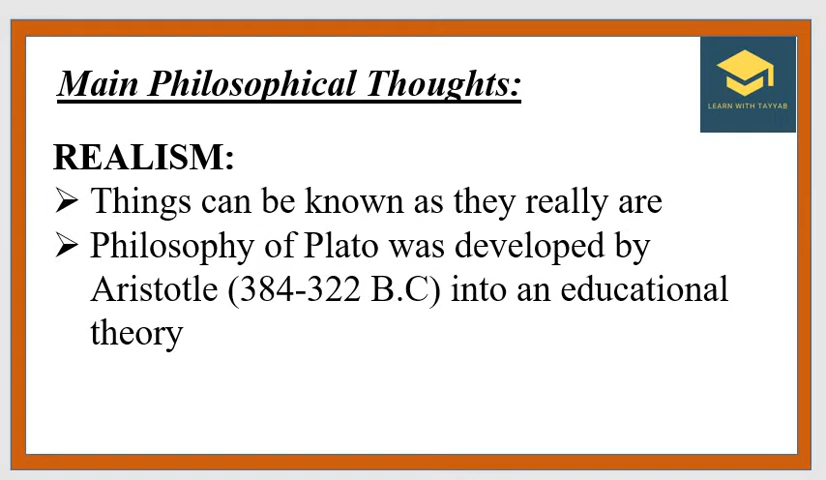 Main Philosophical Thoughts:
LEARN WITH TAYYAB
REALISM:
➢ Things can be known as they really are
➢ Philosophy of Plato was developed by
Aristotle (384-322 B.C) into an educational
theory